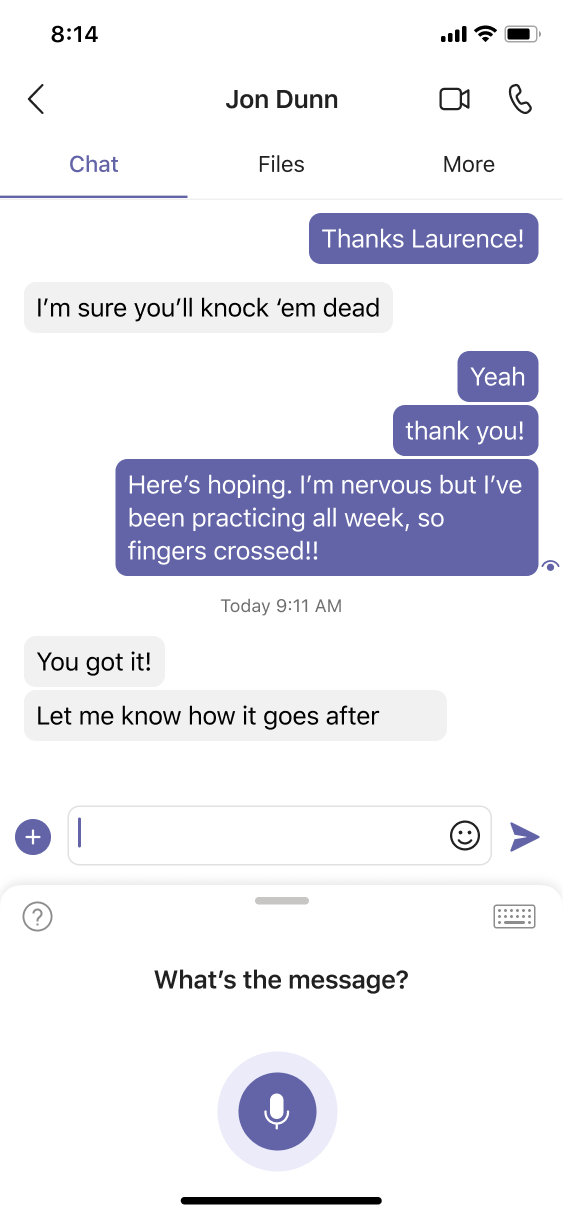 8:14
Jon Dunn
Chat Files More
Thanks Laurence!
I’m sure you’ll knock ‘em dead
Yeah
thank you!
Here’s hoping. I’m nervous but I’ve
been practicing all week, so
fingers crossed!!
Today 9:11 AM
You got it!
Let me know how it goes after
What’s the message?